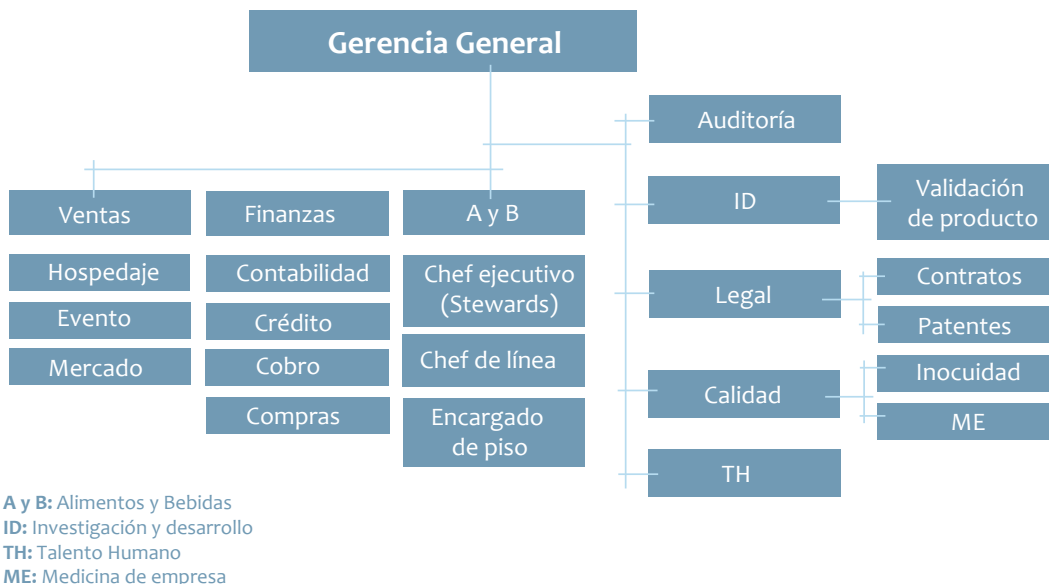 Gerencia General
Auditoría
ID
Validación
de producto
Ventas
Finanzas
A y B
Hospedaje
Contabilidad
Chef ejecutivo
(Stewards)
Legal
Contratos
Patentes
Evento
Crédito
Mercado
Cobro
Chef de línea
Calidad
Inocuidad
ME
Compras
Encargado
de piso
TH
A y B: Alimentos y Bebidas
ID: Investigación y desarrollo
TH: Talento Humano
ME: Medicina de empresa